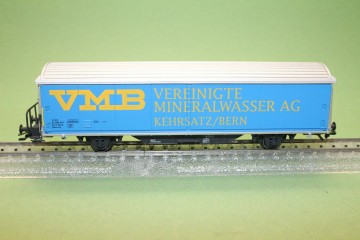 VMB
VEREINIGTE
MINERALWASSER AG
KEHRSATZ/BERN